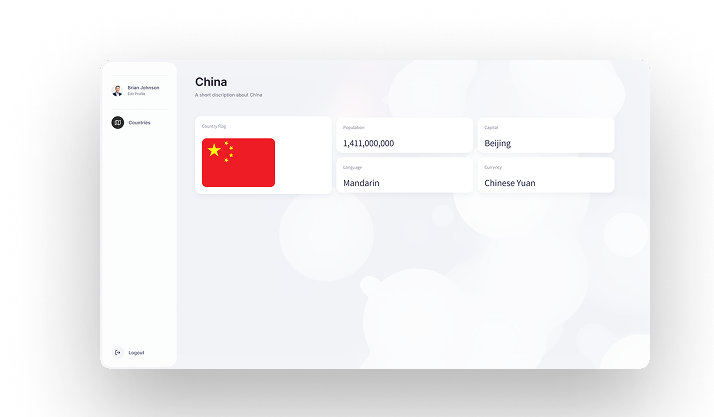 Brian Johnson
Edit Profile
Countries
Logout
China
A short discription about China
Country flag
Population
1,411,000,000
Capital
Beijing
Language
Mandarin
Currency
Chinese Yuan